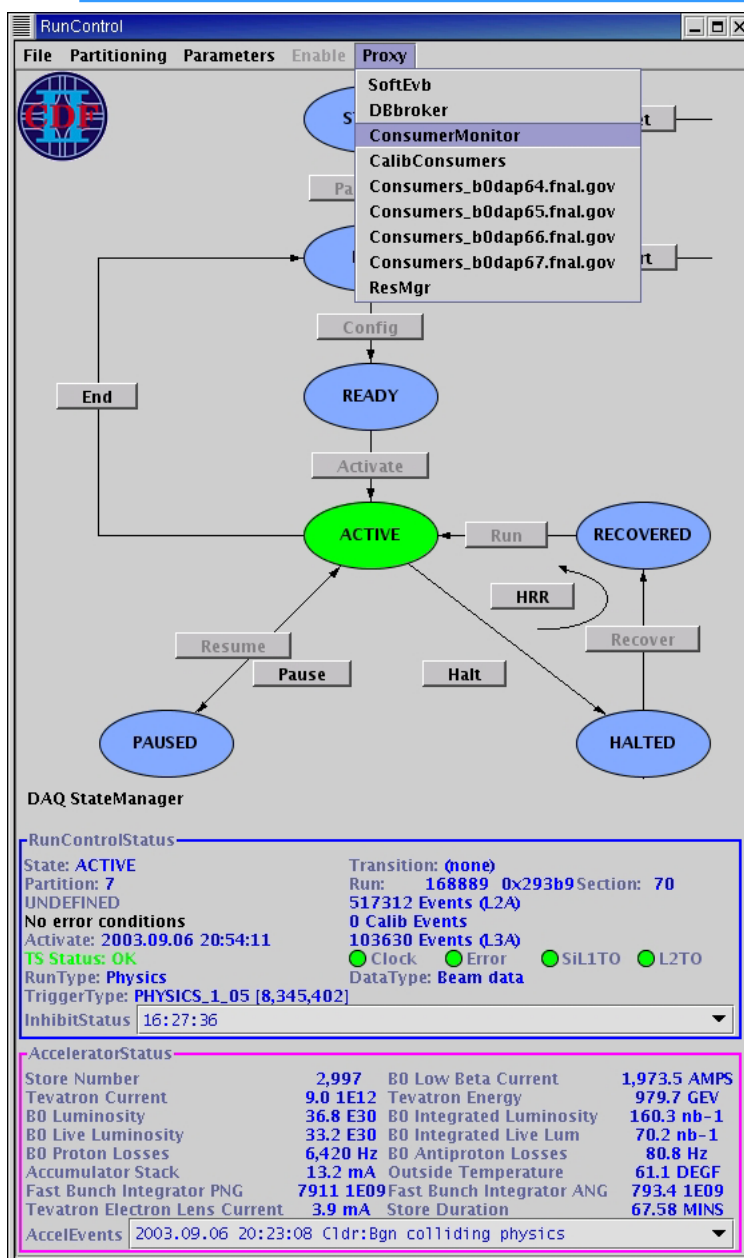 RunControl
File Partitioning Parameters Enable Proxy
SoftEvb
DBbroker
ConsumerMonitor
CalibConsumers
Consumers_b0dap64.fnal.gov
Consumers_b0dap65.fnal.gov
Consumers_b0dap66.fnal.gov
Consumers_b0dap67.fnal.gov
ResMgr
CDF
Config
End
READY
Activate
ACTIVE
Run
RECOVERED
HRR
Resume
Recover
Pause
Halt
PAUSED
HALTED
DAQ StateManager
RunControlStatus
State: ACTIVE Transition: (none)
Partition: 7 Run: 168889 0x293b9 Section: 70
UNDEFINED 517312 Events (L2A)
No error conditions 0 Calib Events
Activate: 2003.09.06 20:54:11 103630 Events (L3A)
TS Status: OK Clock Error SiL1TO L2TO
RunType: Physics DataType: Beam data
TriggerType: PHYSICS_1_05 [8,345,402]
InhibitStatus 16:27:36
AcceleratorStatus
Store Number 2,997 B0 Low Beta Current 1,973.5 AMPS
Tevatron Current 9.0 1E12 Tevatron Energy 979.7 GEV
B0 Luminosity 36.8 E30 B0 Integrated Luminosity 160.3 nb-1
B0 Live Luminosity 33.2 E30 B0 Integrated Live Lum 70.2 nb-1
B0 Proton Losses 6,420 Hz B0 Antiproton Losses 80.8 Hz
Accumulator Stack 13.2 mA Outside Temperature 61.1 DEGF
Fast Bunch Integrator PNG 7911 1E09 Fast Bunch Integrator ANG 793.4 1E09
Tevatron Electron Lens Current 3.9 mA Store Duration 67.58 MINS
AccelEvents 2003.09.06 20:23:08 Cldr:Bgn colliding physics